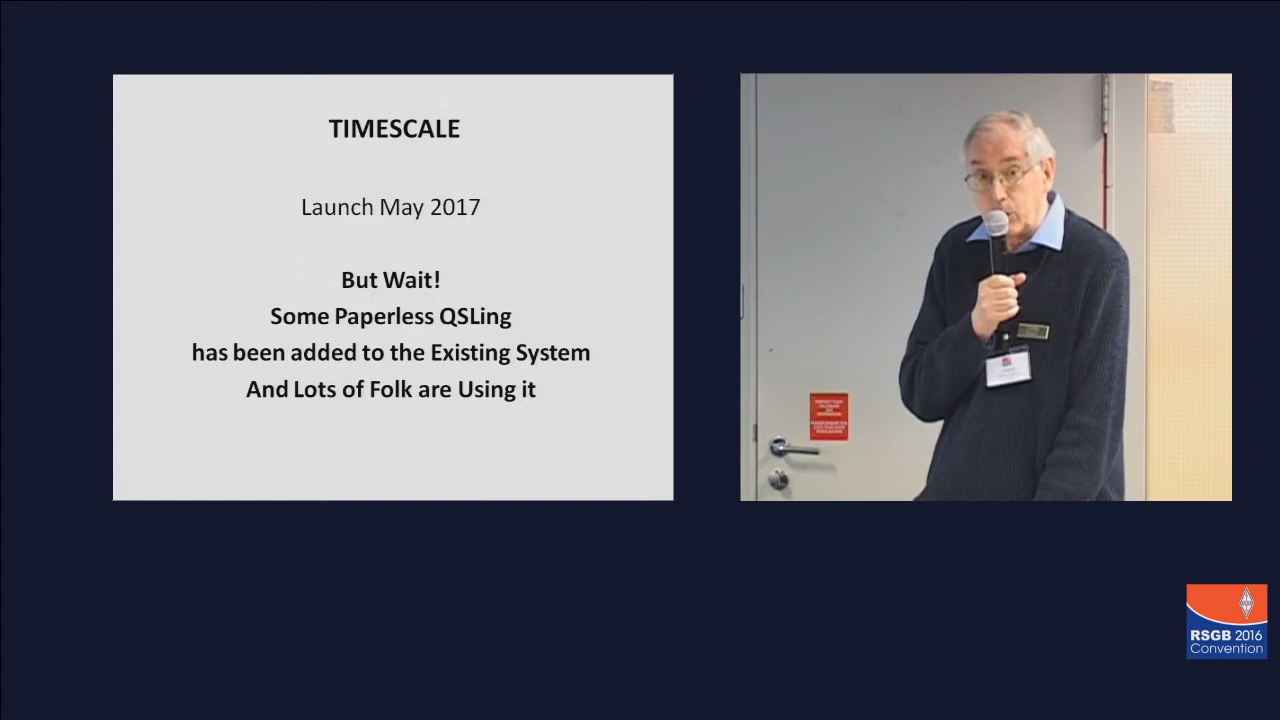 TIMESCALE
Launch May 2017
But Wait!
Some Paperless QSLing
has been added to the Existing System
And Lots of Folk are Using it
RSGB 2016
Convention